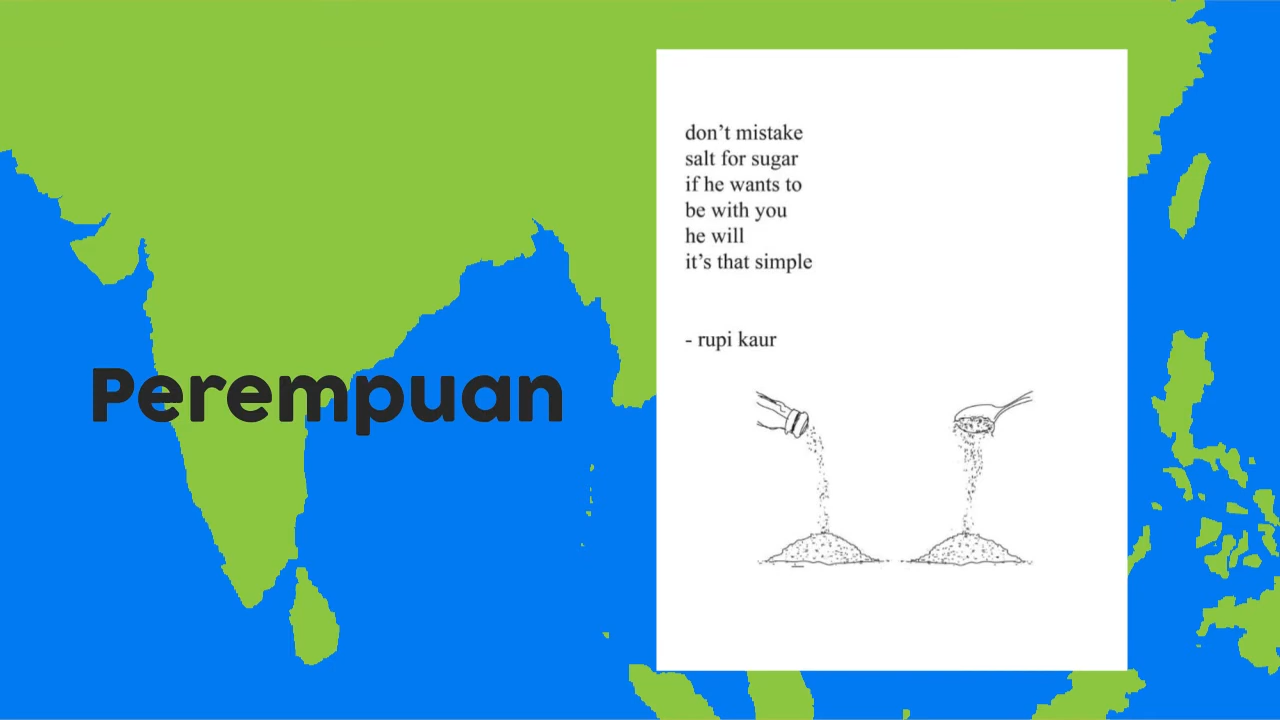 Perempuan
don’t mistake
salt for sugar
if he wants to
be with you
he will
it’s that simple
- rupi kaur